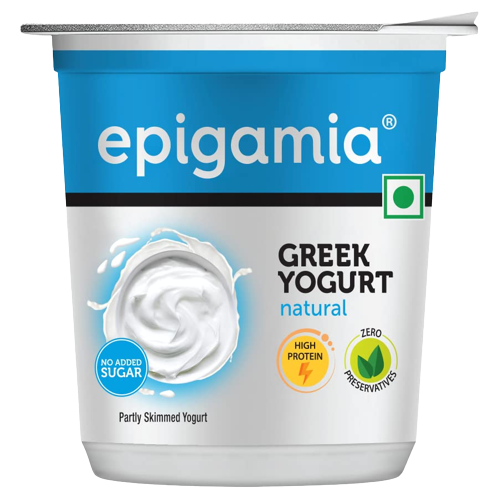 epigamia®
GREEK
YOGURT
natural
HIGH
PROTEIN
ZERO
PRESERVATIVES
NO ADDED
SUGAR
Partly Skimmed Yogurt